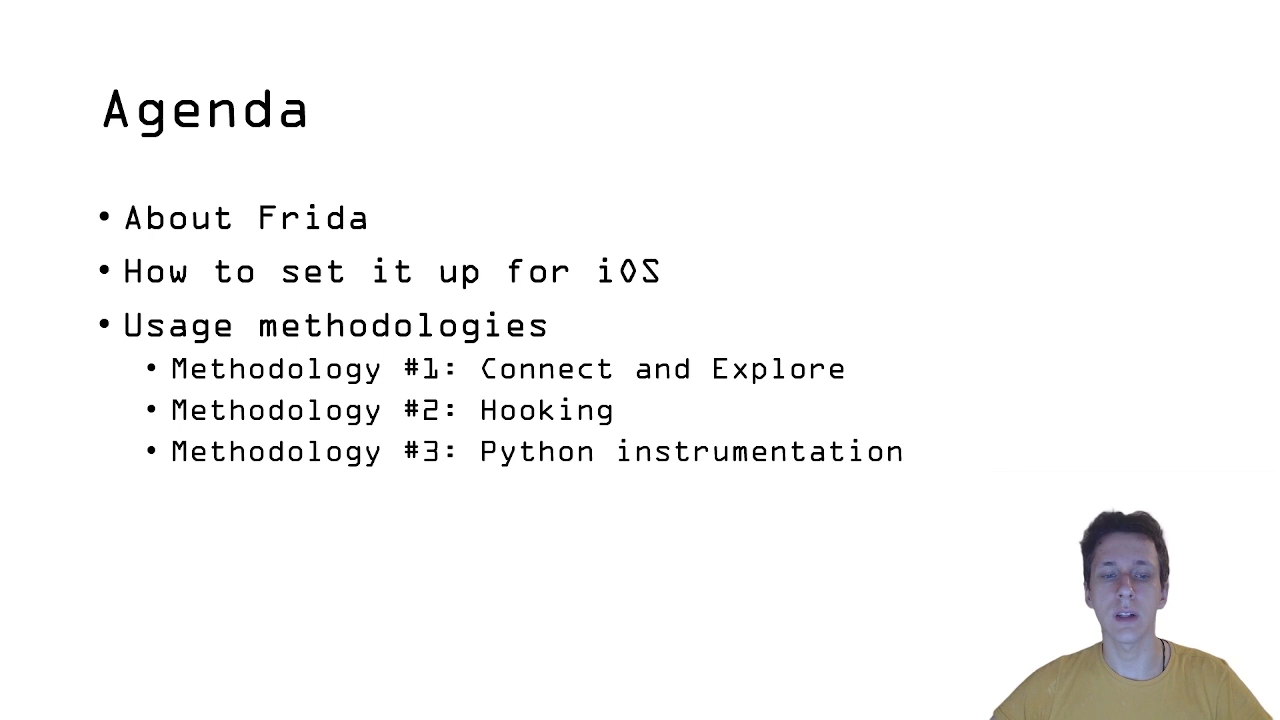 Agenda
• About Frida
• How to set it up for iOS
• Usage methodologies
• Methodology #1: Connect and Explore
• Methodology #2: Hooking
• Methodology #3: Python instrumentation